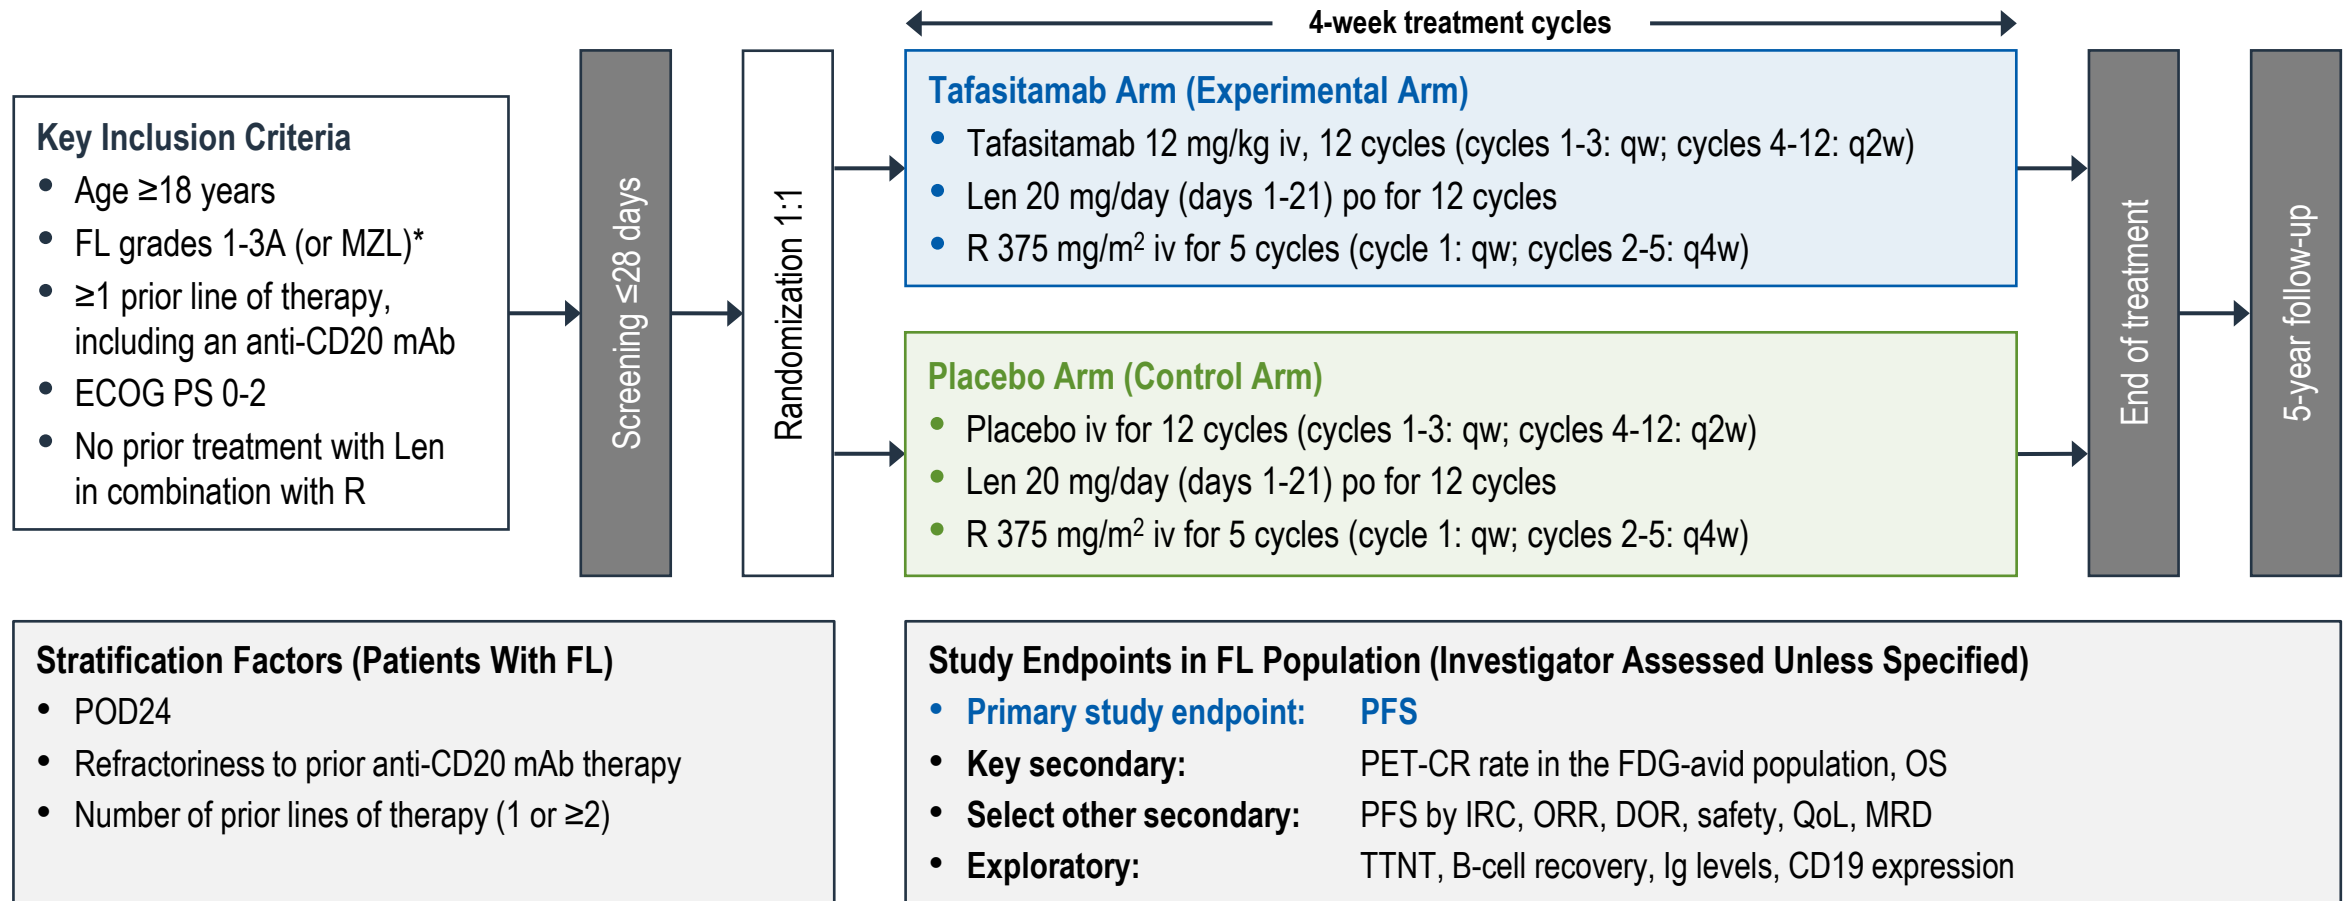 4-week treatment cycles
Key Inclusion Criteria
• Age ≥18 years
• FL grades 1-3A (or MZL)*
• ≥1 prior line of therapy,
including an anti-CD20 mAb
• ECOG PS 0-2
• No prior treatment with Len
in combination with R
Screening ≤28 days
Randomization 1:1
Tafasitamab Arm (Experimental Arm)
• Tafasitamab 12 mg/kg iv, 12 cycles (cycles 1-3: qw; cycles 4-12: q2w)
• Len 20 mg/day (days 1-21) po for 12 cycles
• R 375 mg/m² iv for 5 cycles (cycle 1: qw; cycles 2-5: q4w)
Placebo Arm (Control Arm)
• Placebo iv for 12 cycles (cycles 1-3: qw; cycles 4-12: q2w)
• Len 20 mg/day (days 1-21) po for 12 cycles
• R 375 mg/m² iv for 5 cycles (cycle 1: qw; cycles 2-5: q4w)
End of treatment
5-year follow-up
Stratification Factors (Patients With FL)
• POD24
• Refractoriness to prior anti-CD20 mAb therapy
• Number of prior lines of therapy (1 or ≥2)
Study Endpoints in FL Population (Investigator Assessed Unless Specified)
• Primary study endpoint: PFS
• Key secondary: PET-CR rate in the FDG-avid population, OS
• Select other secondary: PFS by IRC, ORR, DOR, safety, QoL, MRD
• Exploratory: TTNT, B-cell recovery, Ig levels, CD19 expression